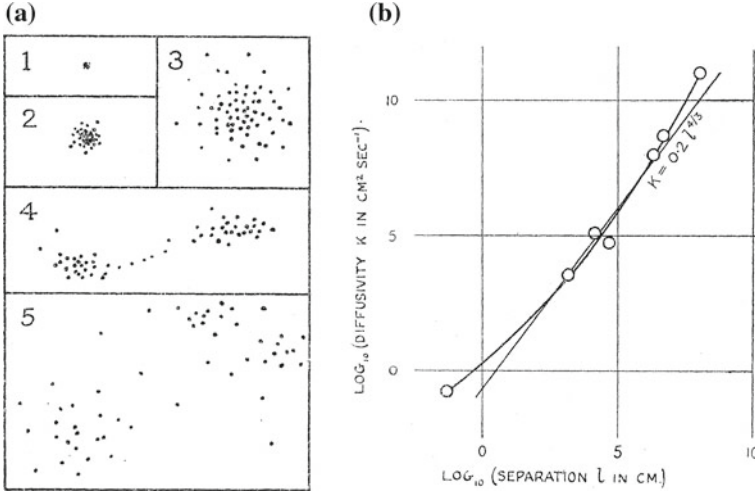 (a)
1
2
3
4
5
(b)
LOG₁₀ (DIFFUSIVITY K IN CM² SEC⁻¹).
10
5
0
K = 0.2 l^4/3
0
5
10
LOG₁₀ (SEPARATION l IN CM.)